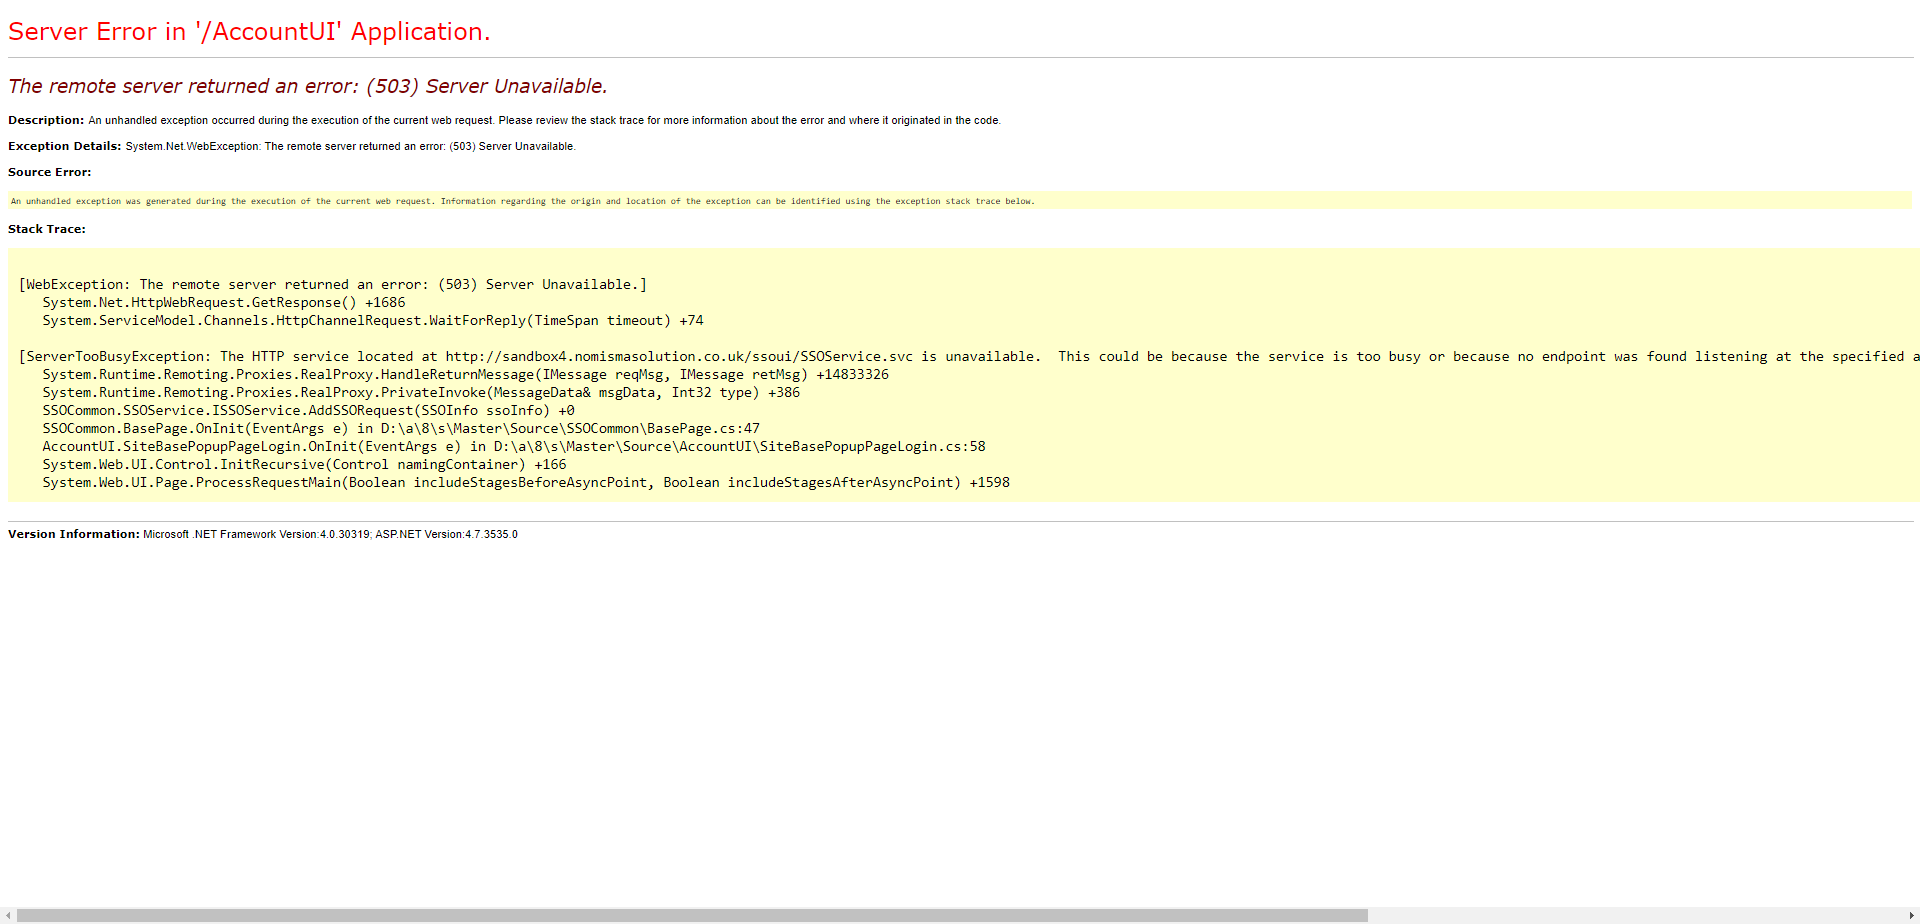 Server Error in '/AccountUI' Application.
The remote server returned an error: (503) Server Unavailable.
Description: An unhandled exception occurred during the execution of the current web request. Please review the stack trace for more information about the error and where it originated in the code.
Exception Details: System.Net.WebException: The remote server returned an error: (503) Server Unavailable.
Source Error:
An unhandled exception was generated during the execution of the current web request. Information regarding the origin and location of the exception can be identified using the exception stack trace below.
Stack Trace:
[WebException: The remote server returned an error: (503) Server Unavailable.]
System.Net.HttpWebRequest.GetResponse() +1686
System.ServiceModel.Channels.HttpChannelRequest.WaitForReply(TimeSpan timeout) +74
[ServerTooBusyException: The HTTP service located at http://sandbox4.nomismasolution.co.uk/ssoui/SSOService.svc is unavailable.  This could be because the service is too busy or because no endpoint was found listening at the specified a
System.Runtime.Remoting.Proxies.RealProxy.HandleReturnMessage(IMessage reqMsg, IMessage retMsg) +14833326
System.Runtime.Remoting.Proxies.RealProxy.PrivateInvoke(MessageData& msgData, Int32 type) +386
SSOCommon.SSOService.ISSOService.AddSSORequest(SSOInfo ssoInfo) +0
SSOCommon.BasePage.OnInit(EventArgs e) in D:\a\8\s\Master\Source\SSOCommon\BasePage.cs:47
AccountUI.SiteBasePopupPageLogin.OnInit(EventArgs e) in D:\a\8\s\Master\Source\AccountUI\SiteBasePopupPageLogin.cs:58
System.Web.UI.Control.InitRecursive(Control namingContainer) +166
System.Web.UI.Page.ProcessRequestMain(Boolean includeStagesBeforeAsyncPoint, Boolean includeStagesAfterAsyncPoint) +1598
Version Information: Microsoft .NET Framework Version:4.0.30319; ASP.NET Version:4.7.3535.0